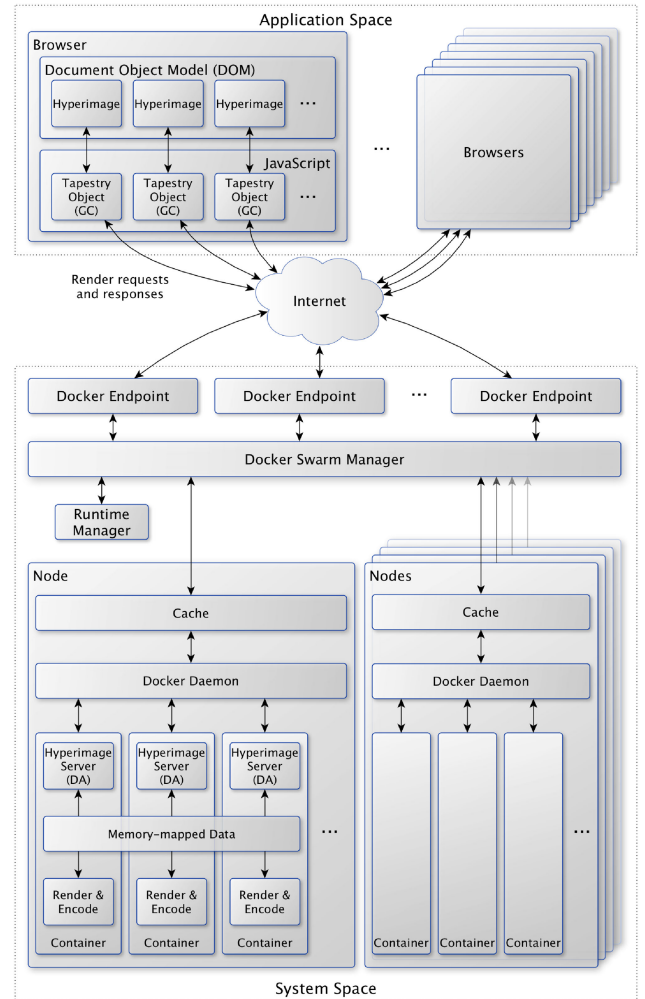 Application Space
Browser
Document Object Model (DOM)
Hyperimage Hyperimage Hyperimage ...
JavaScript
Tapestry Object (GC)
Tapestry Object (GC)
Tapestry Object (GC)
...
...
Browsers
Render requests
and responses
Internet
Docker Endpoint Docker Endpoint ... Docker Endpoint
Docker Swarm Manager
Runtime
Manager
Node
Cache
Docker Daemon
Hyperimage Server (DA)
Hyperimage Server (DA)
Hyperimage Server (DA)
Memory-mapped Data
...
Render & Encode
Render & Encode
Render & Encode
Container Container Container
Nodes
Cache
Docker Daemon
...
Container Container Container
System Space